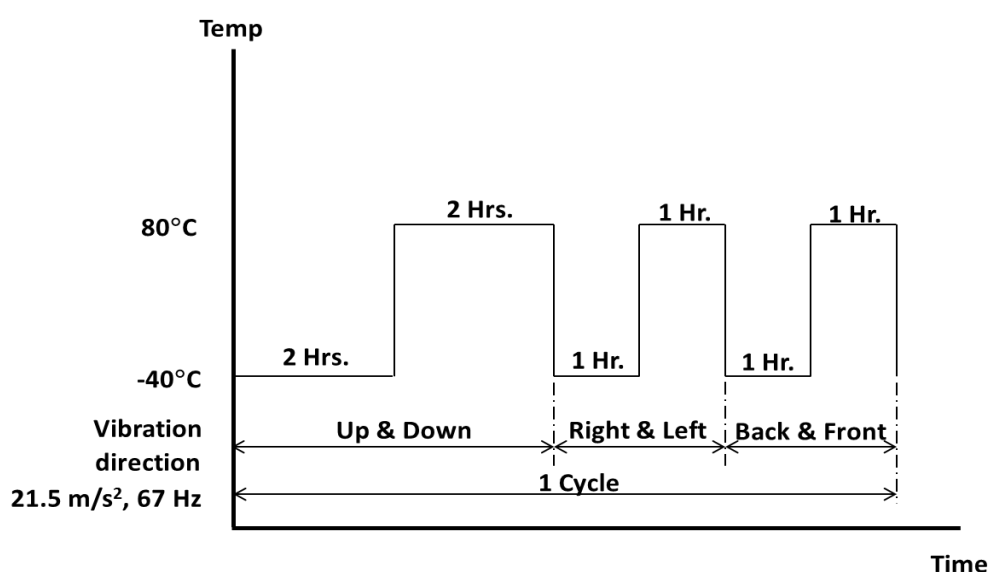 Temp
2 Hrs.
1 Hr.
1 Hr.
80°C
2 Hrs.
1 Hr.
1 Hr.
-40°C
Vibration
direction
21.5 m/s², 67 Hz
Up & Down
Right & Left
Back & Front
1 Cycle
Time